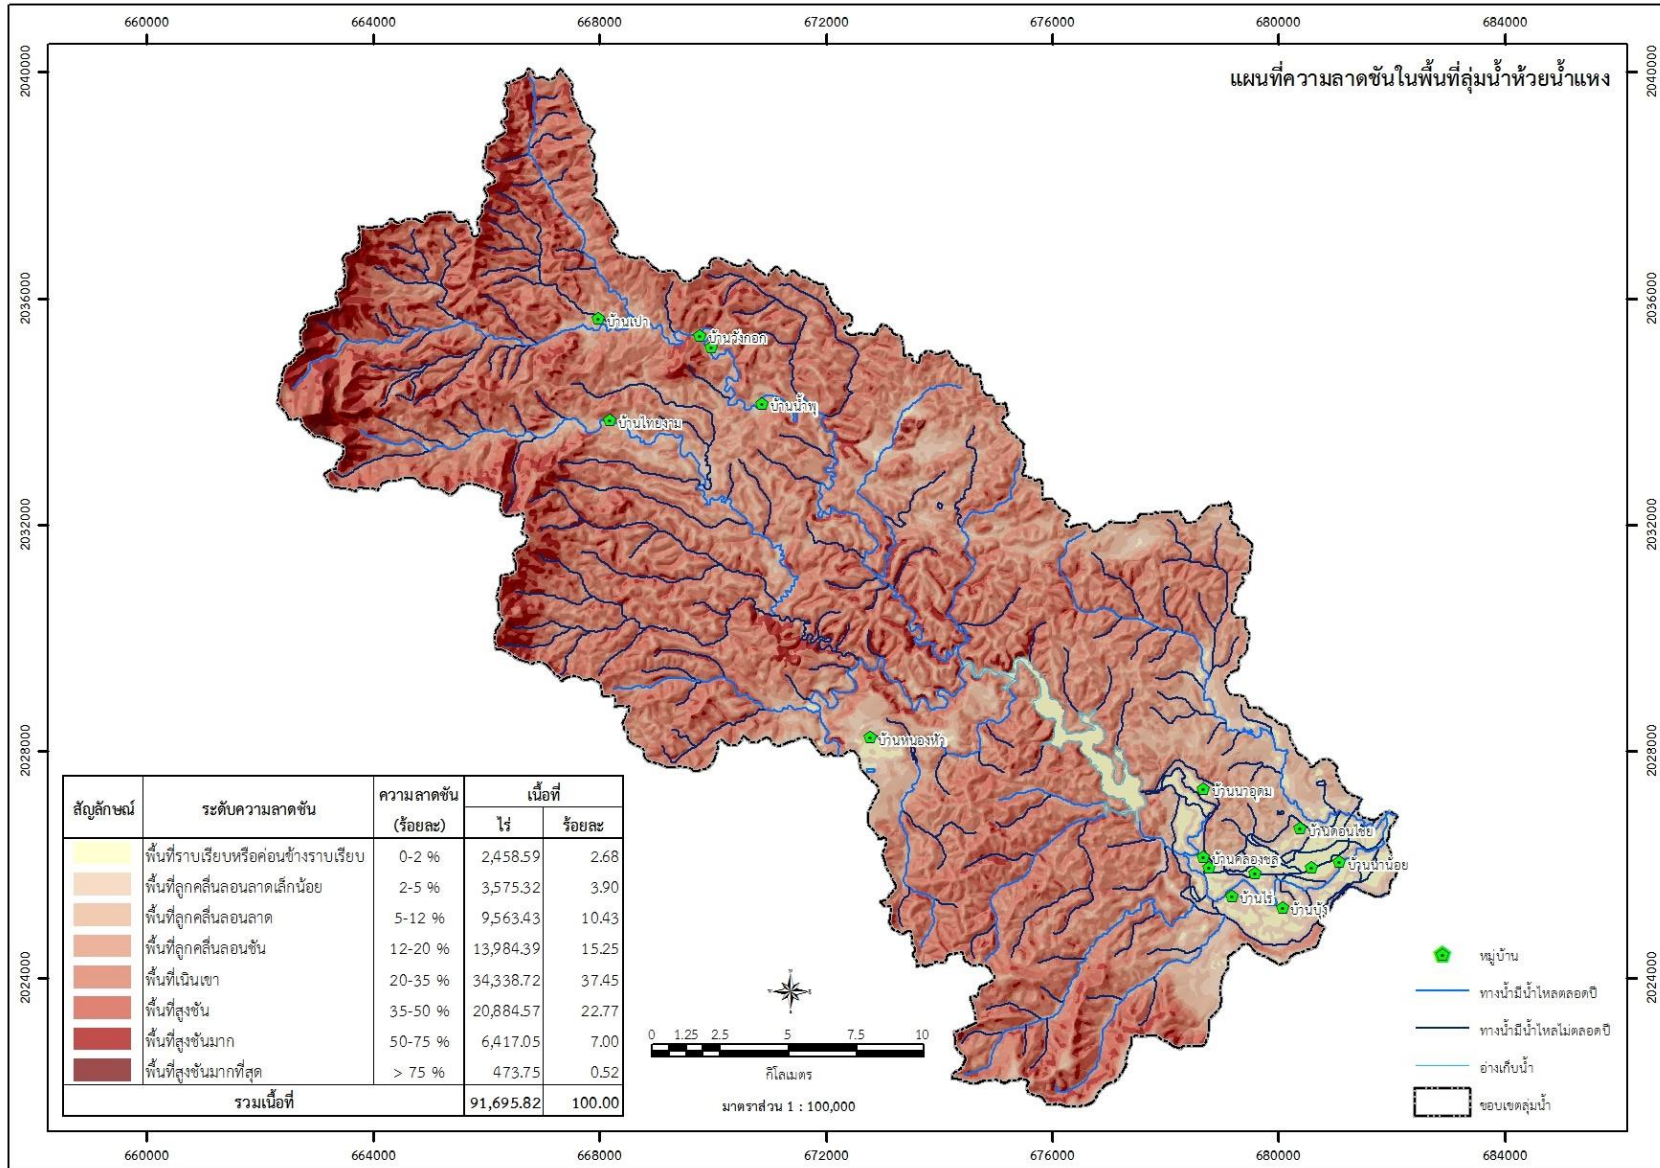 660000 664000 668000 672000 676000 680000 684000
แผนที่ความลาดชันในพื้นที่ลุ่มน้ำห้วยน้ำแหง
2040000 2040000
2036000 2036000
2032000 2032000
2028000 2028000
2024000 2024000
บ้านเปา
บ้านวังกอก
บ้านน้ำพุ
บ้านไทยงาม
บ้านหนองห้า
บ้านนาอุดม
บ้านดอนไชย
บ้านคลองชล
บ้านน้ำน้อย
บ้านไร่
บ้านบุ้ง
สัญลักษณ์ ระดับความลาดชัน ความลาดชัน (ร้อยละ) เนื้อที่
ไร่ ร้อยละ
พื้นที่ราบเรียบหรือค่อนข้างราบเรียบ 0-2 % 2,458.59 2.68
พื้นที่ลูกคลื่นลอนลาดเล็กน้อย 2-5 % 3,575.32 3.90
พื้นที่ลูกคลื่นลอนลาด 5-12 % 9,563.43 10.43
พื้นที่ลูกคลื่นลอนชัน 12-20 % 13,984.39 15.25
พื้นที่เนินเขา 20-35 % 34,338.72 37.45
พื้นที่สูงชัน 35-50 % 20,884.57 22.77
พื้นที่สูงชันมาก 50-75 % 6,417.05 7.00
พื้นที่สูงชันมากที่สุด > 75 % 473.75 0.52
รวมเนื้อที่ 91,695.82 100.00
0 1.25 2.5 5 7.5 10
กิโลเมตร
มาตราส่วน 1 : 100,000
หมู่บ้าน
ทางน้ำมีน้ำไหลตลอดปี
ทางน้ำมีน้ำไหลไม่ตลอดปี
อ่างเก็บน้ำ
ขอบเขตลุ่มน้ำ
660000 664000 668000 672000 676000 680000 684000